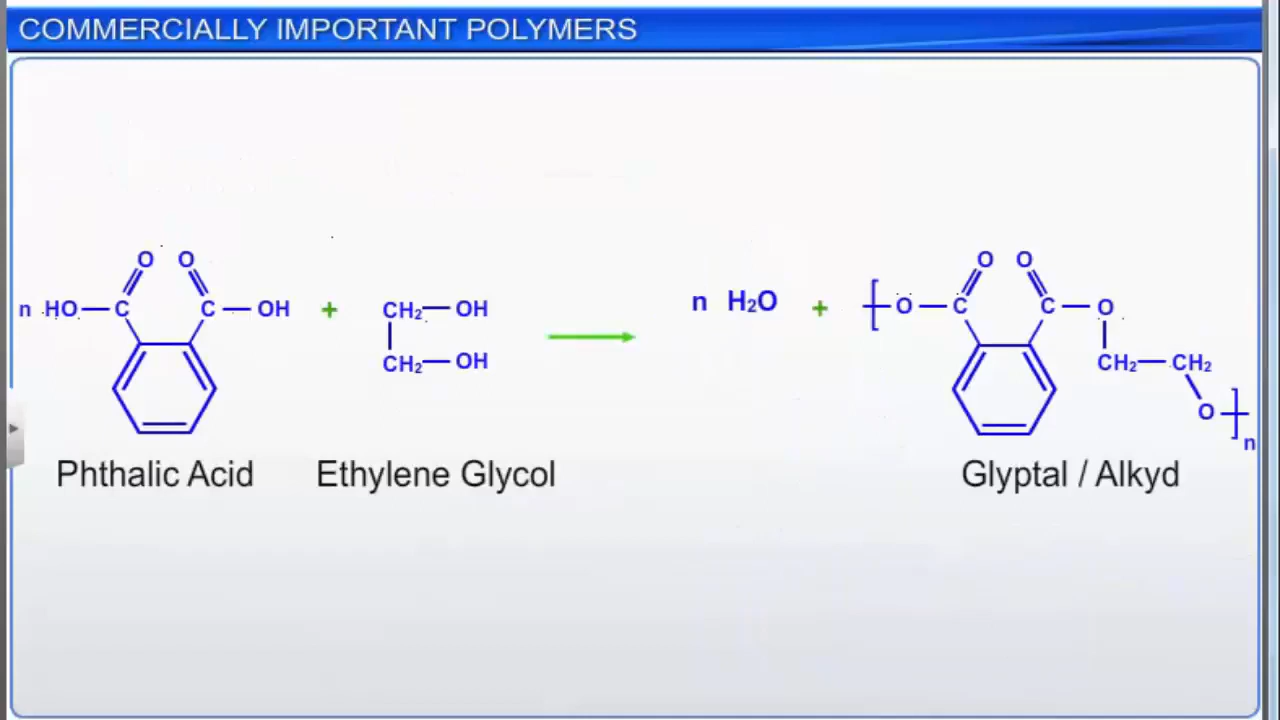 COMMERCIALLY IMPORTANT POLYMERS
O O O O
n HO C C OH + CH₂ OH n H₂O + [ O C C O
CH₂ OH CH₂ CH₂
O ]n
Phthalic Acid Ethylene Glycol Glyptal / Alkyd